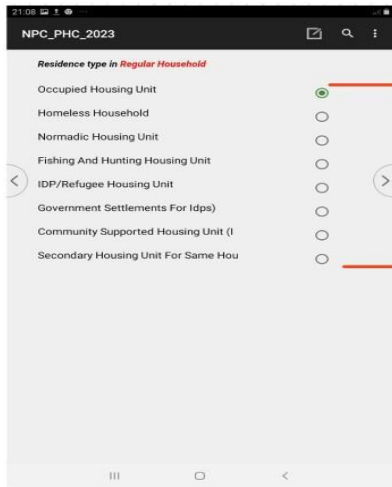 21:08
NPC_PHC_2023
Residence type in Regular Household
Occupied Housing Unit
Homeless Household
Normadic Housing Unit
Fishing And Hunting Housing Unit
IDP/Refugee Housing Unit
Government Settlements For Idps)
Community Supported Housing Unit (I
Secondary Housing Unit For Same Hou